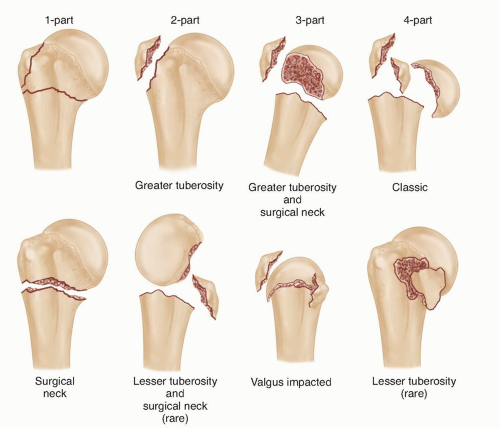 1-part
2-part
3-part
4-part
Greater tuberosity
Greater tuberosity
and
surgical neck
Classic
Surgical
neck
Lesser tuberosity
and
surgical neck
(rare)
Valgus impacted
Lesser tuberosity
(rare)